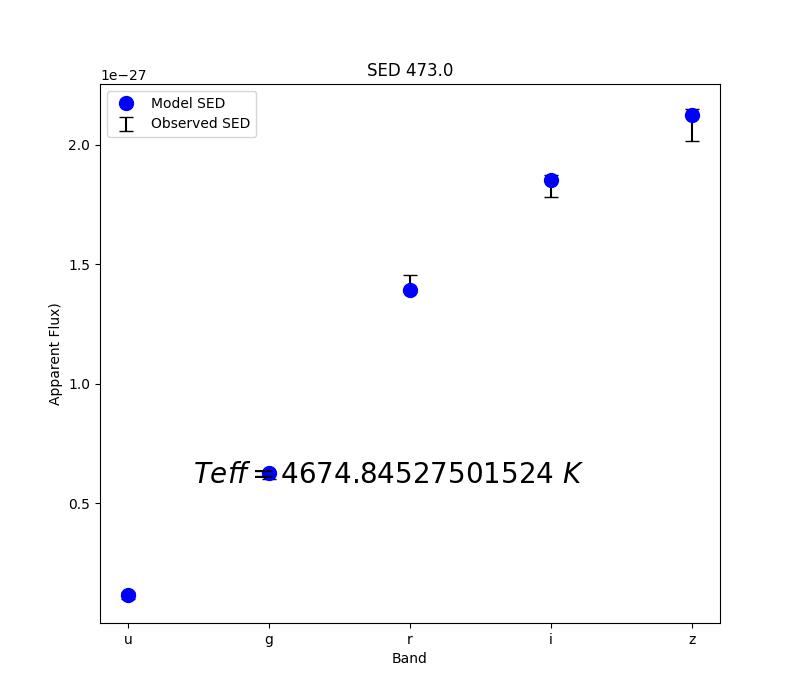 SED 473.0
1e−27
Model SED
Observed SED
2.0
1.5
1.0
0.5
Apparent Flux)
Teff = 4674.84527501524 K
u g r i z
Band